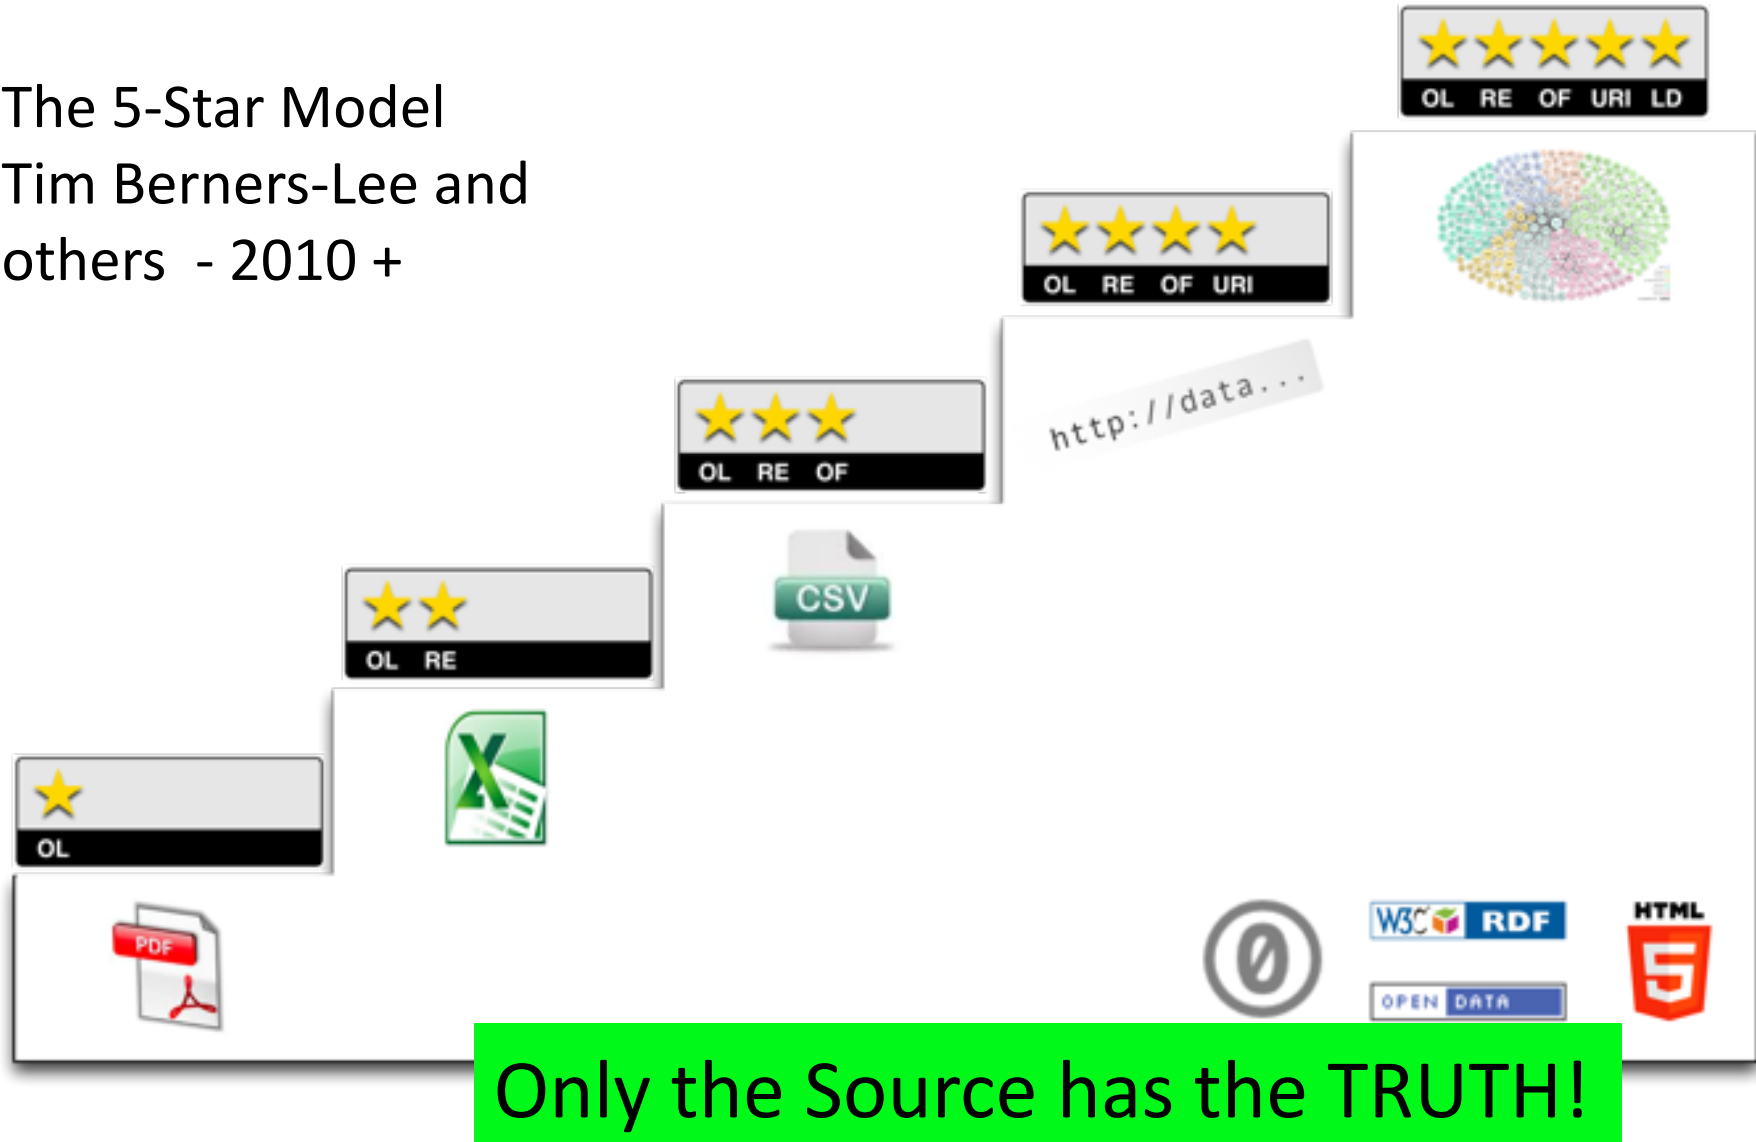 The 5-Star Model
Tim Berners-Lee and
others - 2010 +
OL RE OF URI LD
OL RE OF URI
http://data...
OL RE OF
CSV
OL RE
X
OL
PDF
0
W3C RDF
OPEN DATA
HTML
5
Only the Source has the TRUTH!